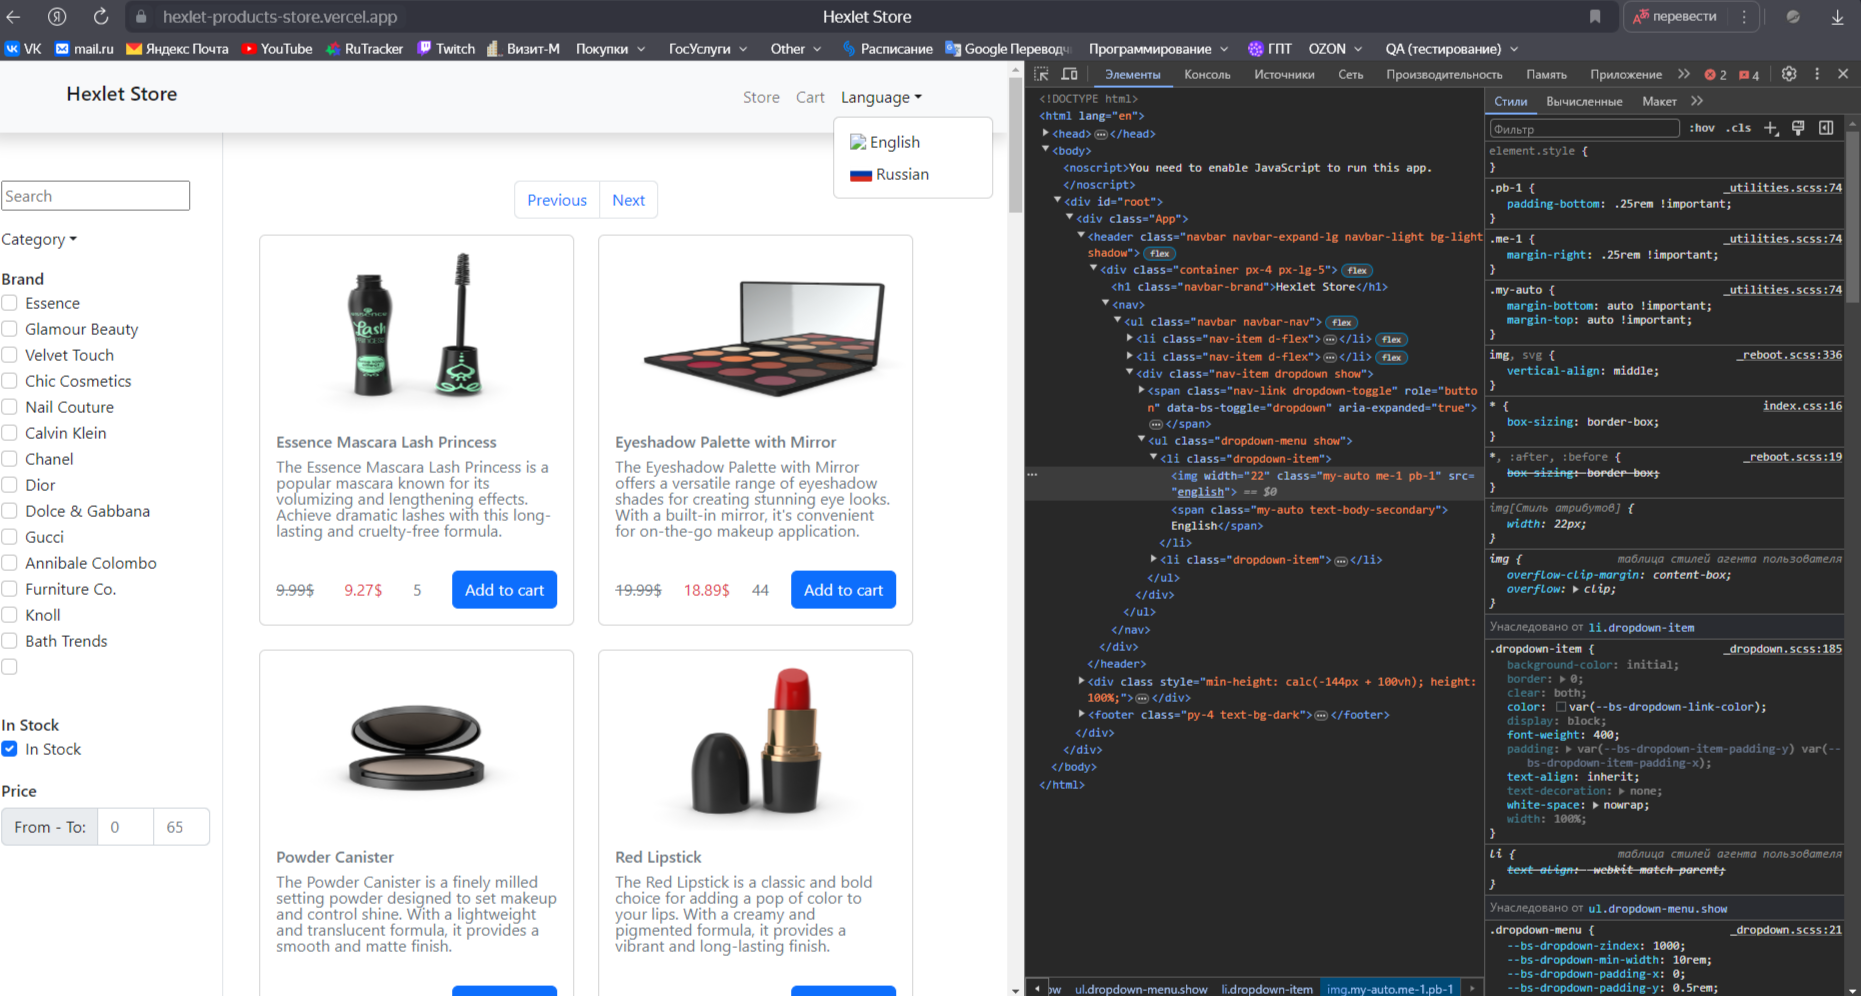 hexlet-products-store.vercel.app
Hexlet Store
перевести
VK mail.ru Яндекс Почта YouTube RuTracker Twitch Визит-М Покупки ГосУслуги Other Расписание Google Переводч Программирование ГПТ OZON QA (тестирование)
Hexlet Store
Store Cart Language
English
Russian
Search
Previous Next
Category
Brand
Essence
Glamour Beauty
Velvet Touch
Chic Cosmetics
Nail Couture
Calvin Klein
Chanel
Dior
Dolce & Gabbana
Gucci
Annibale Colombo
Furniture Co.
Knoll
Bath Trends
In Stock
In Stock
Price
From - To: 0 65
essence
Lash
PRINCESS
Essence Mascara Lash Princess
The Essence Mascara Lash Princess is a
popular mascara known for its
volumizing and lengthening effects.
Achieve dramatic lashes with this long-
lasting and cruelty-free formula.
9.99$ 9.27$ 5 Add to cart
Eyeshadow Palette with Mirror
The Eyeshadow Palette with Mirror
offers a versatile range of eyeshadow
shades for creating stunning eye looks.
With a built-in mirror, it's convenient
for on-the-go makeup application.
19.99$ 18.89$ 44 Add to cart
Powder Canister
The Powder Canister is a finely milled
setting powder designed to set makeup
and control shine. With a lightweight
and translucent formula, it provides a
smooth and matte finish.
Red Lipstick
The Red Lipstick is a classic and bold
choice for adding a pop of color to
your lips. With a creamy and
pigmented formula, it provides a
vibrant and long-lasting finish.
Элементы Консоль Источники Сеть Производительность Память Приложение 2 4
<!DOCTYPE html>
<html lang="en">
<head></head>
<body>
<noscript>You need to enable JavaScript to run this app.
</noscript>
<div id="root">
<div class="App">
<header class="navbar navbar-expand-lg navbar-light bg-light
shadow"> flex
<div class="container px-4 px-lg-5"> flex
<h1 class="navbar-brand">Hexlet Store</h1>
<nav>
<ul class="navbar navbar-nav"> flex
<li class="nav-item d-flex"></li> flex
<li class="nav-item d-flex"></li> flex
<div class="nav-item dropdown show">
<span class="nav-link dropdown-toggle" role="butto
n" data-bs-toggle="dropdown" aria-expanded="true">
</span>
<ul class="dropdown-menu show">
<li class="dropdown-item">
<img width="22" class="my-auto me-1 pb-1" src=
"english"> == $0
<span class="my-auto text-body-secondary">
English</span>
</li>
<li class="dropdown-item"></li>
</ul>
</div>
</ul>
</nav>
</div>
</header>
<div class style="min-height: calc(-144px + 100vh); height:
100%;"></div>
<footer class="py-4 text-bg-dark"></footer>
</div>
</div>
</body>
</html>
ow ul.dropdown-menu.show li.dropdown-item img.my-auto.me-1.pb-1
Стили Вычисленные Макет
Фильтр :hov .cls
element.style {
}
.pb-1 { _utilities.scss:74
padding-bottom: .25rem !important;
}
.me-1 { _utilities.scss:74
margin-right: .25rem !important;
}
.my-auto { _utilities.scss:74
margin-bottom: auto !important;
margin-top: auto !important;
}
img, svg { _reboot.scss:336
vertical-align: middle;
}
* { index.css:16
box-sizing: border-box;
}
*, :after, :before { _reboot.scss:19
box-sizing: border-box;
}
img[Стиль атрибутов] {
width: 22px;
}
img { таблица стилей агента пользователя
overflow-clip-margin: content-box;
overflow: clip;
}
Унаследовано от li.dropdown-item
.dropdown-item { _dropdown.scss:185
background-color: initial;
border: 0;
clear: both;
color: var(--bs-dropdown-link-color);
display: block;
font-weight: 400;
padding: var(--bs-dropdown-item-padding-y) var(--
bs-dropdown-item-padding-x);
text-align: inherit;
text-decoration: none;
white-space: nowrap;
width: 100%;
}
li { таблица стилей агента пользователя
text-align: -webkit-match-parent;
}
Унаследовано от ul.dropdown-menu.show
.dropdown-menu { _dropdown.scss:21
--bs-dropdown-zindex: 1000;
--bs-dropdown-min-width: 10rem;
--bs-dropdown-padding-x: 0;
--bs-dropdown-padding-y: 0.5rem;